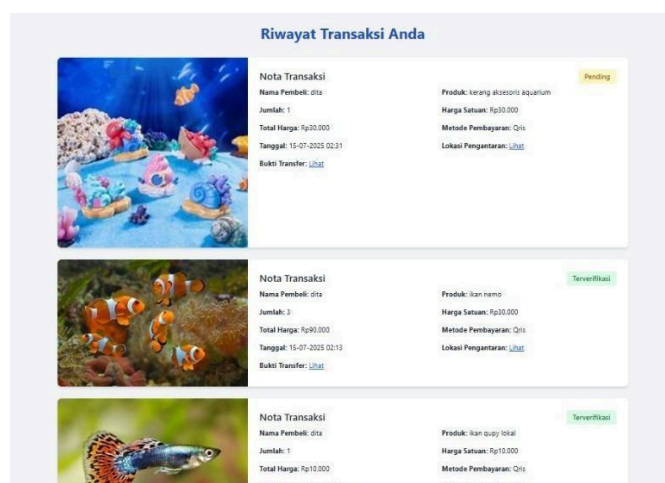 Riwayat Transaksi Anda
Nota Transaksi
Pending
Nama Pembeli: dita
Produk: kerang aksesoris aquarium
Jumlah: 1
Harga Satuan: Rp30.000
Total Harga: Rp30.000
Metode Pembayaran: Qris
Tanggal: 15-07-2025 02:31
Lokasi Pengantaran: Lihat
Bukti Transfer: Lihat
Nota Transaksi
Terverifikasi
Nama Pembeli: dita
Produk: ikan nemo
Jumlah: 3
Harga Satuan: Rp30.000
Total Harga: Rp90.000
Metode Pembayaran: Qris
Tanggal: 15-07-2025 02:13
Lokasi Pengantaran: Lihat
Bukti Transfer: Lihat
Nota Transaksi
Terverifikasi
Nama Pembeli: dita
Produk: ikan qupy lokal
Jumlah: 1
Harga Satuan: Rp10.000
Total Harga: Rp10.000
Metode Pembayaran: Qris